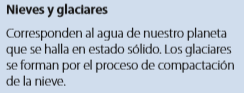 Nieves y glaciares
Corresponden al agua de nuestro planeta
que se halla en estado sólido. Los glaciares
se forman por el proceso de compactación
de la nieve.